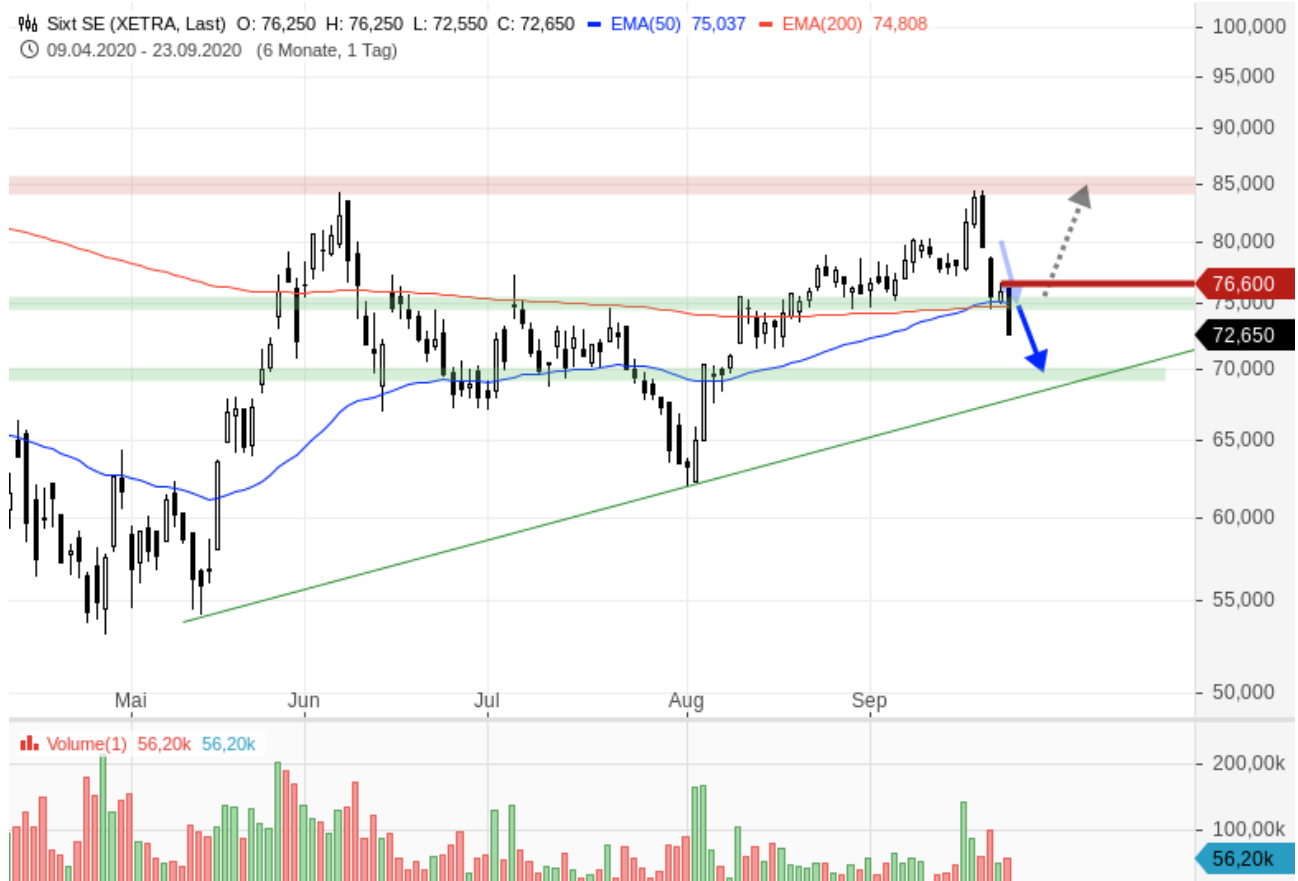 Sixt SE (XETRA, Last) O: 76,250 H: 76,250 L: 72,550 C: 72,650 EMA(50) 75,037 EMA(200) 74,808
09.04.2020 - 23.09.2020 (6 Monate, 1 Tag)
100,000
95,000
90,000
85,000
80,000
76,600
75,000
72,650
70,000
65,000
60,000
55,000
50,000
Mai Jun Jul Aug Sep
Volume(1) 56,20k 56,20k
200,00k
100,00k
56,20k